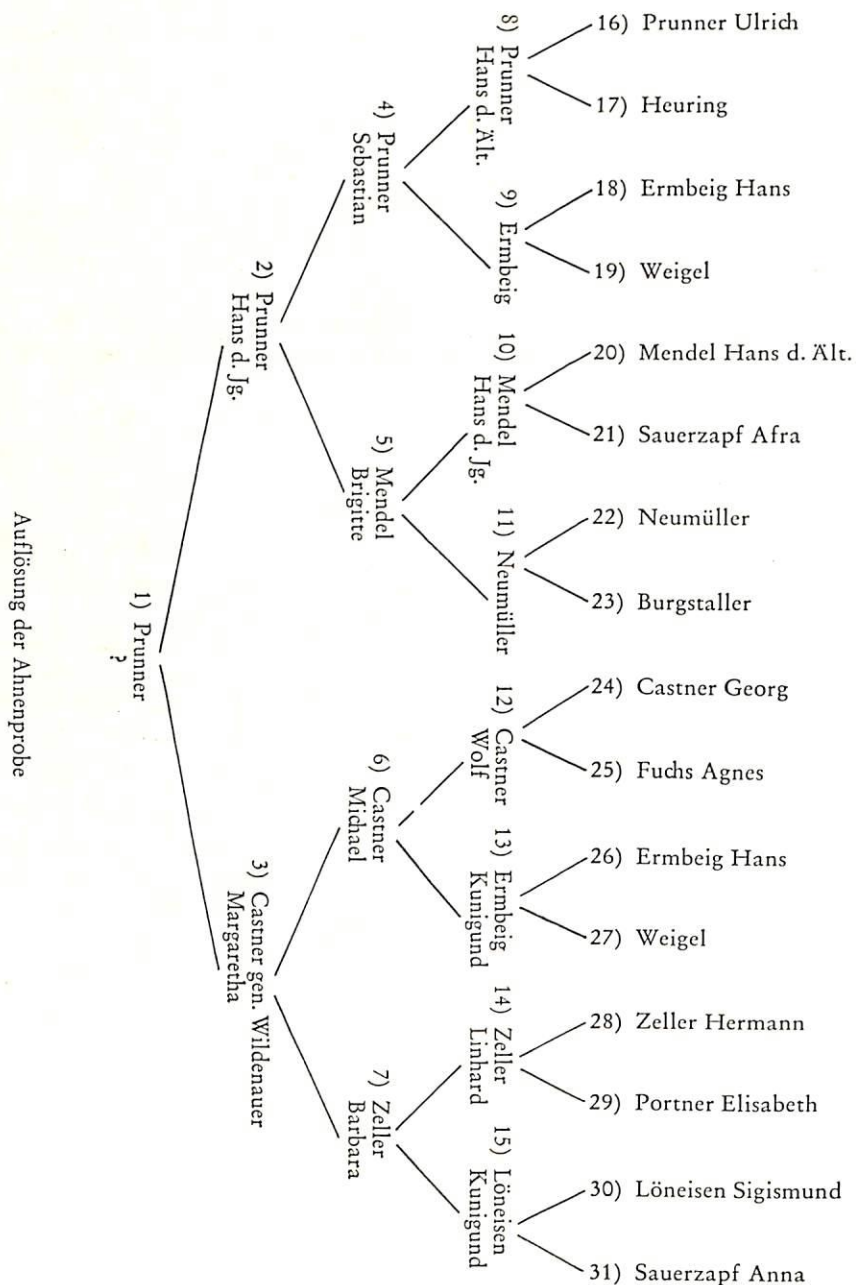 16) Prunner Ulrich
17) Heuring
18) Ermbeig Hans
19) Weigel
20) Mendel Hans d. Ält.
21) Sauerzapf Afra
22) Neumüller
23) Burgstaller
24) Castner Georg
25) Fuchs Agnes
26) Ermbeig Hans
27) Weigel
28) Zeller Hermann
29) Portner Elisabeth
30) Löneisen Sigismund
31) Sauerzapf Anna
8) Prunner
Hans d. Ält.
9) Ermbeig
10) Mendel
Hans d. Jg.
11) Neumüller
12) Castner
Wolf
13) Ermbeig
Kunigund
14) Zeller
Linhard
15) Löneisen
Kunigund
4) Prunner
Sebastian
5) Mendel
Brigitte
6) Castner
Michael
7) Zeller
Barbara
2) Prunner
Hans d. Jg.
3) Castner gen. Wildenauer
Margaretha
1) Prunner
?
Auflösung der Ahnenprobe